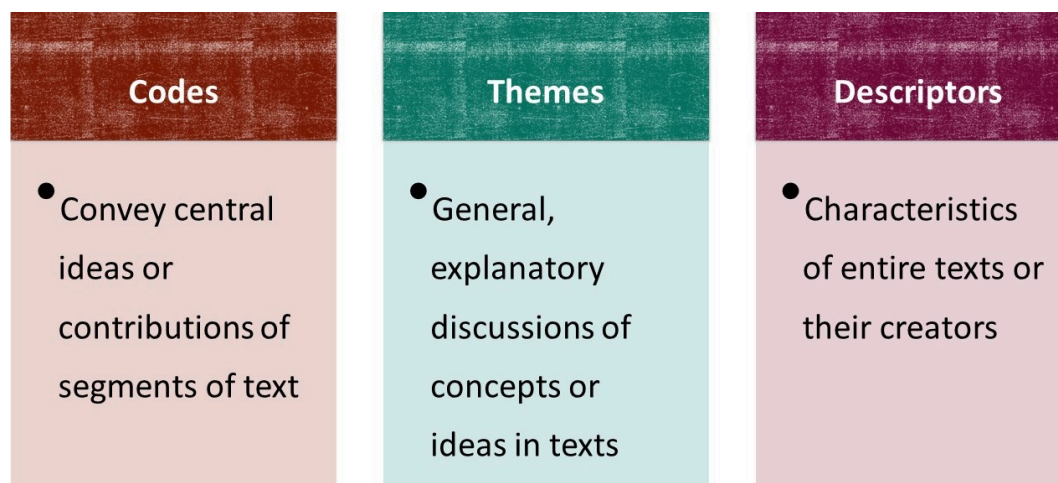 Codes
• Convey central
ideas or
contributions of
segments of text
Themes
• General,
explanatory
discussions of
concepts or
ideas in texts
Descriptors
• Characteristics
of entire texts or
their creators